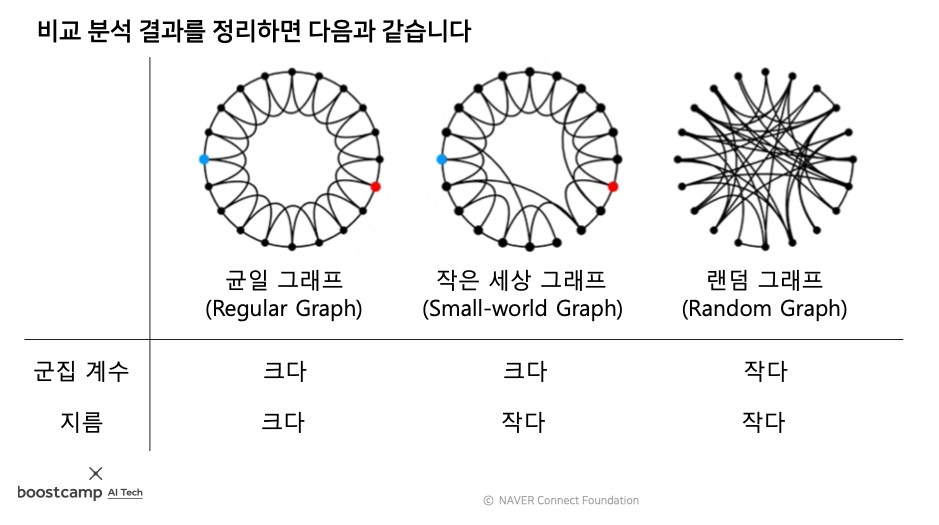 비교 분석 결과를 정리하면 다음과 같습니다
균일 그래프
(Regular Graph)
작은 세상 그래프
(Small-world Graph)
랜덤 그래프
(Random Graph)
군집 계수 크다 크다 작다
지름 크다 작다 작다
boostcamp AI Tech
© NAVER Connect Foundation